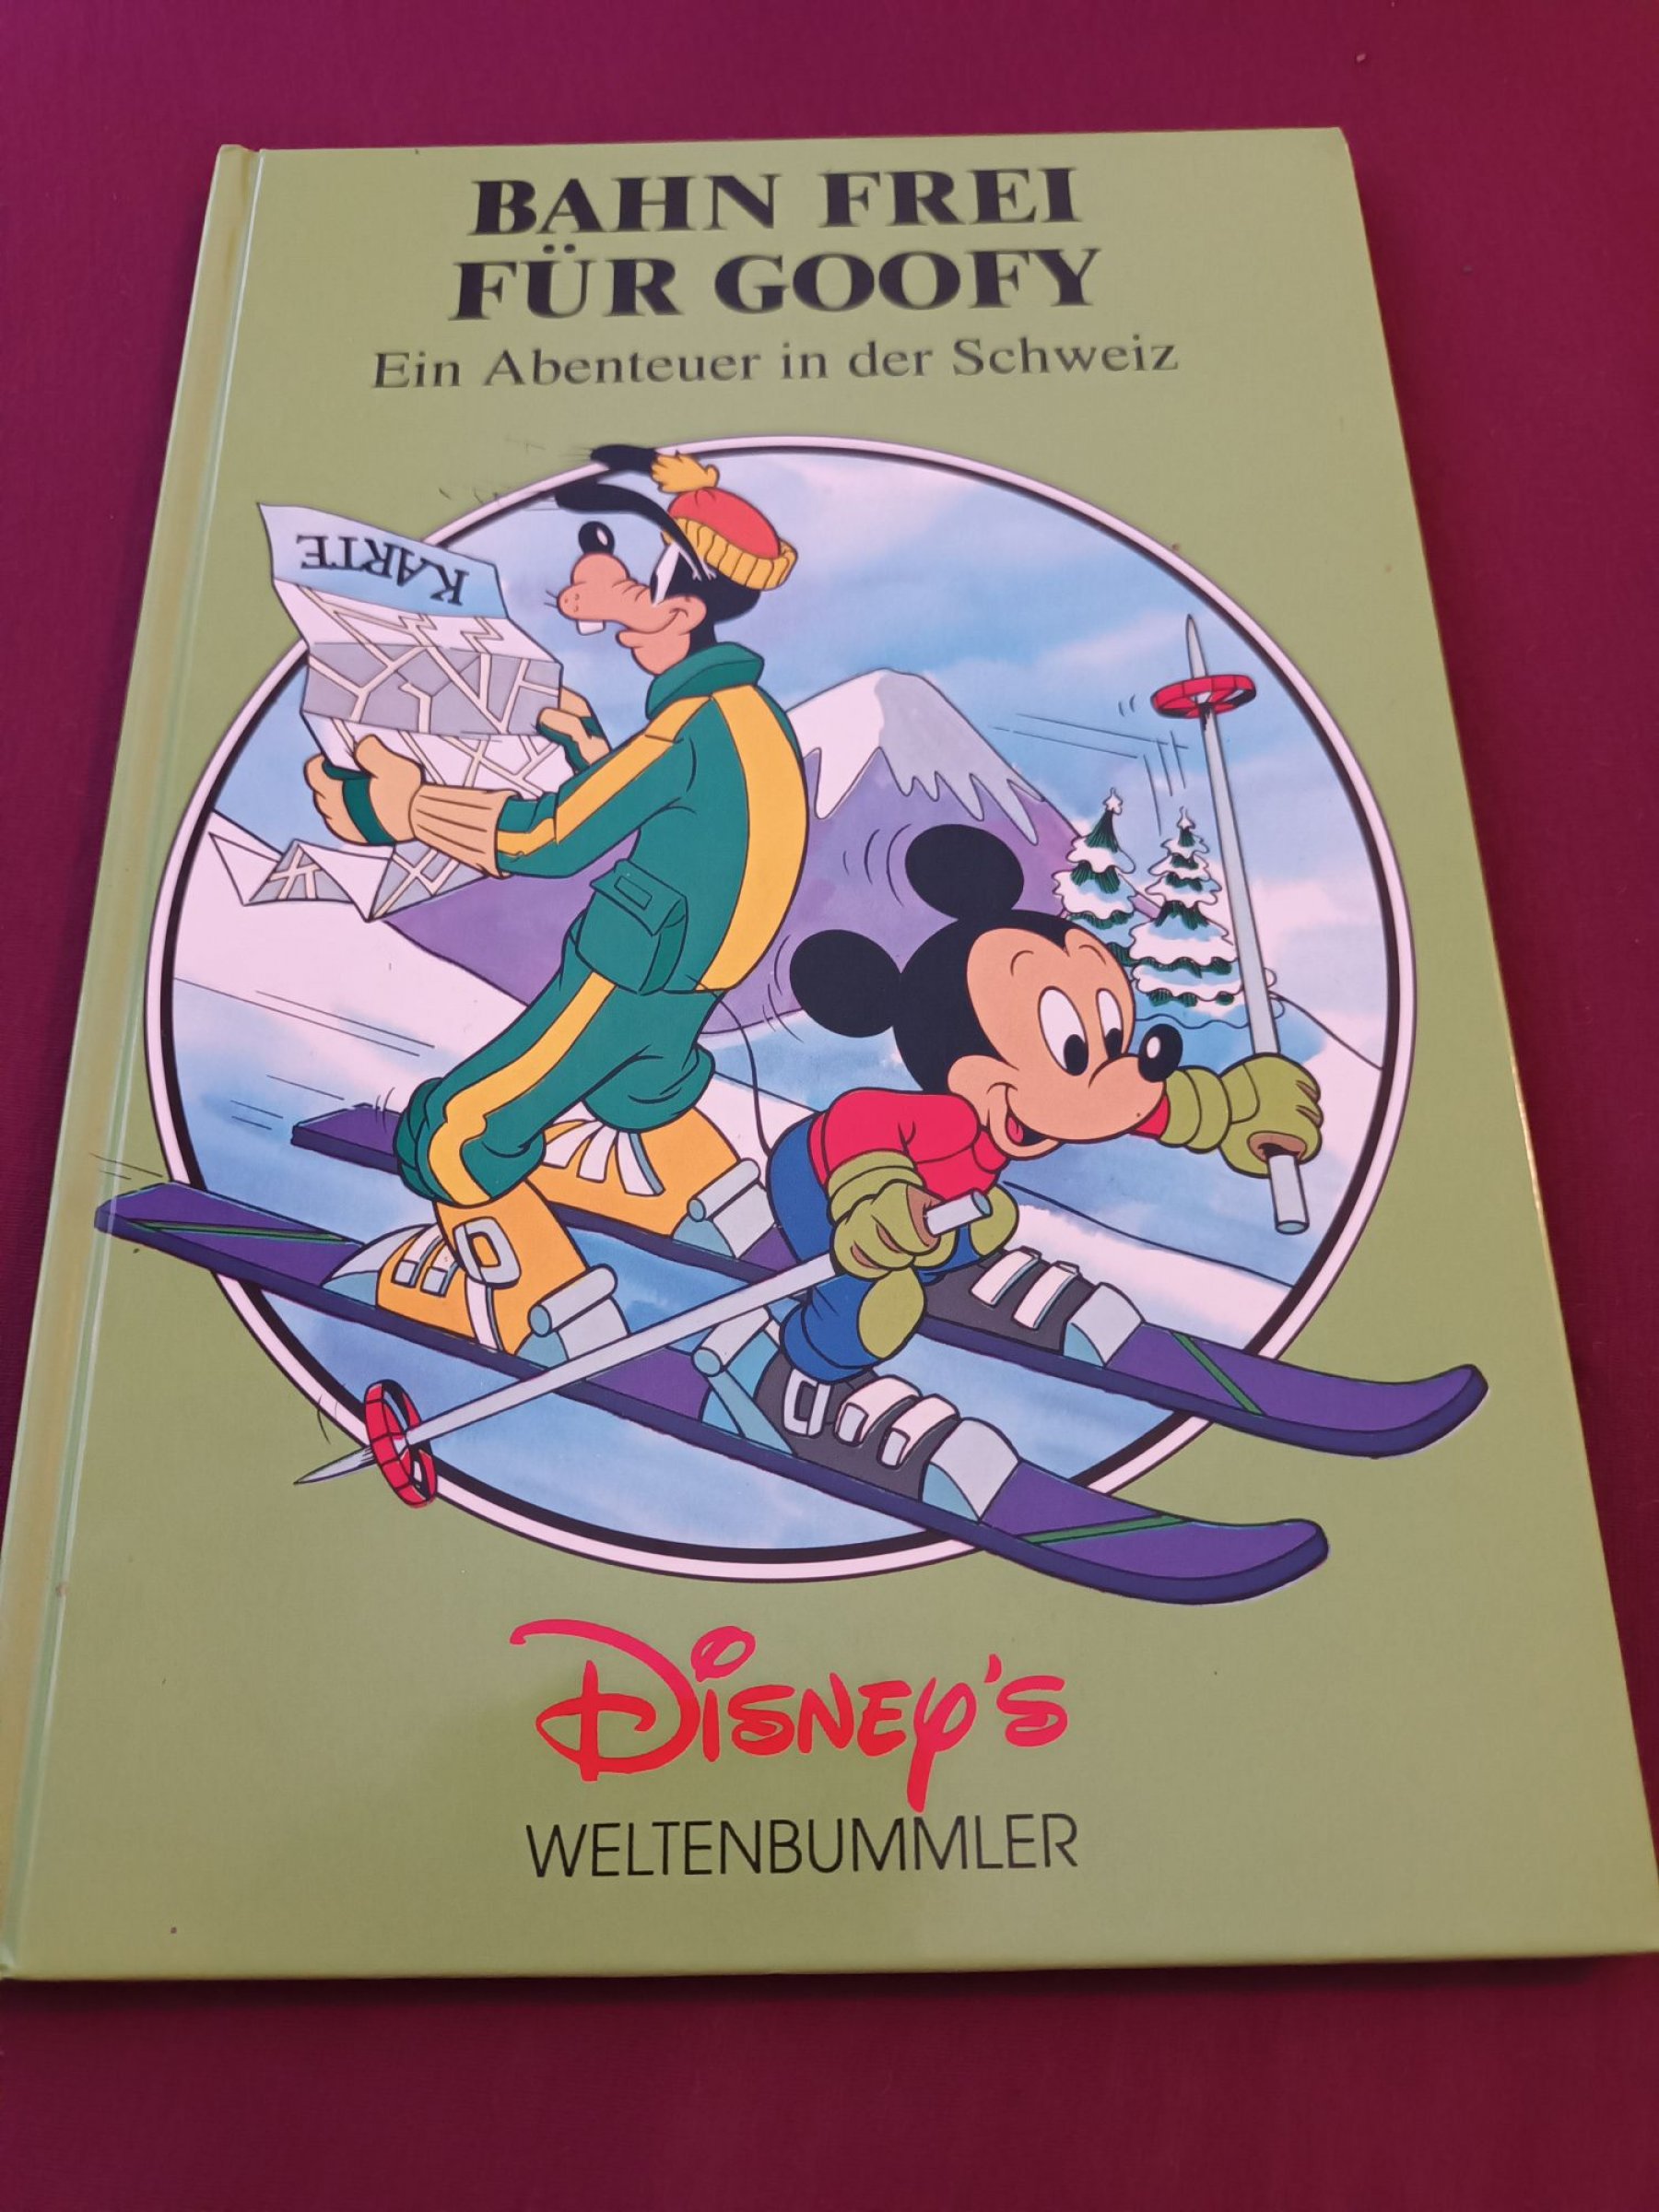 BAHN FREI
FÜR GOOFY
Ein Abenteuer in der Schweiz
KARTE
DISNEY'S
WELTENBUMMLER